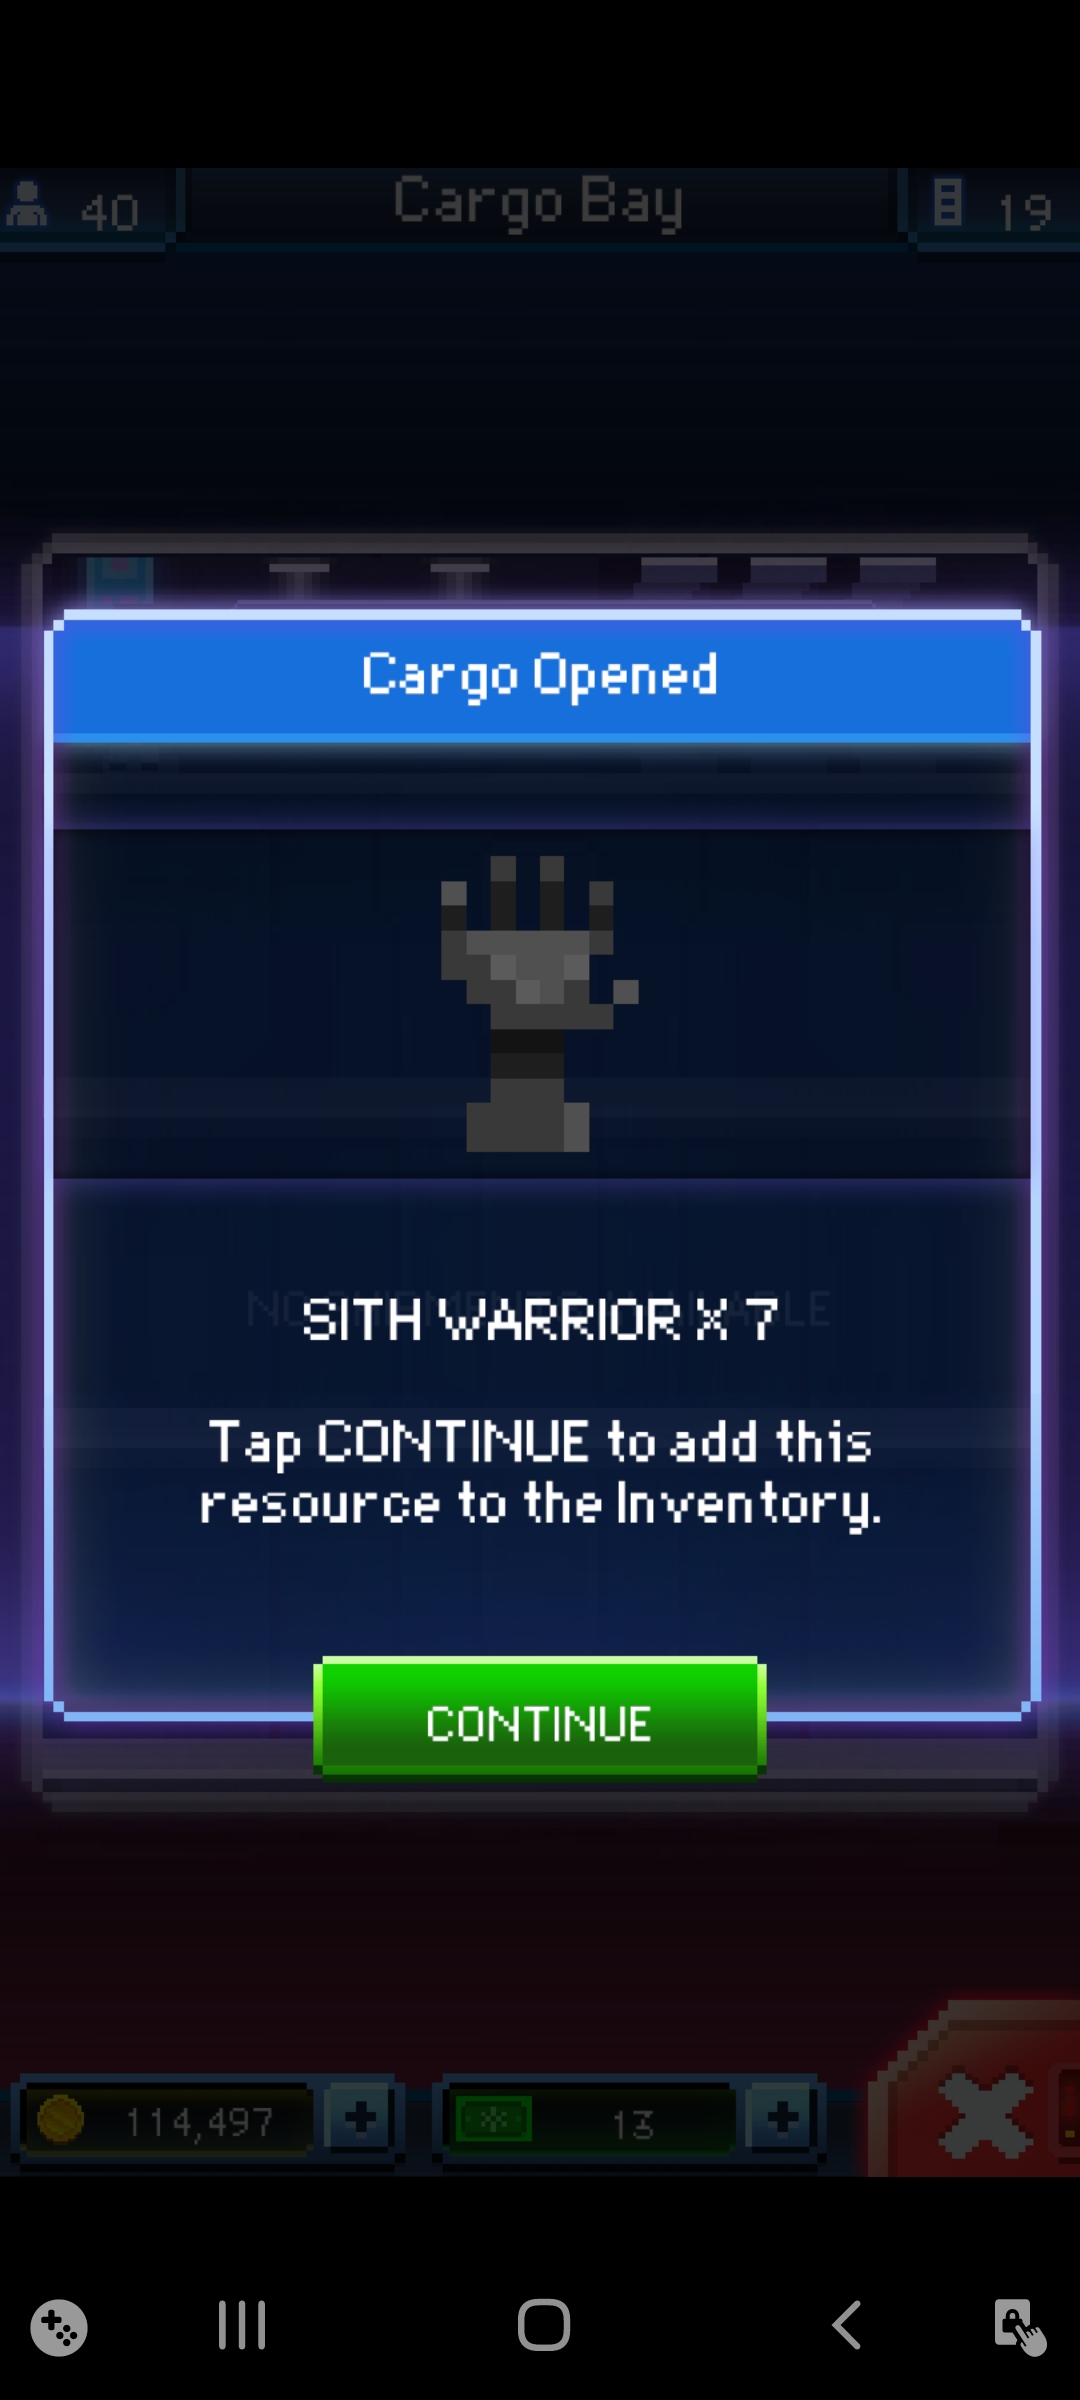 40
Cargo Bay
19
Cargo Opened
SITH WARRIOR X 7
Tap CONTINUE to add this
resource to the Inventory.
CONTINUE
114,497
13